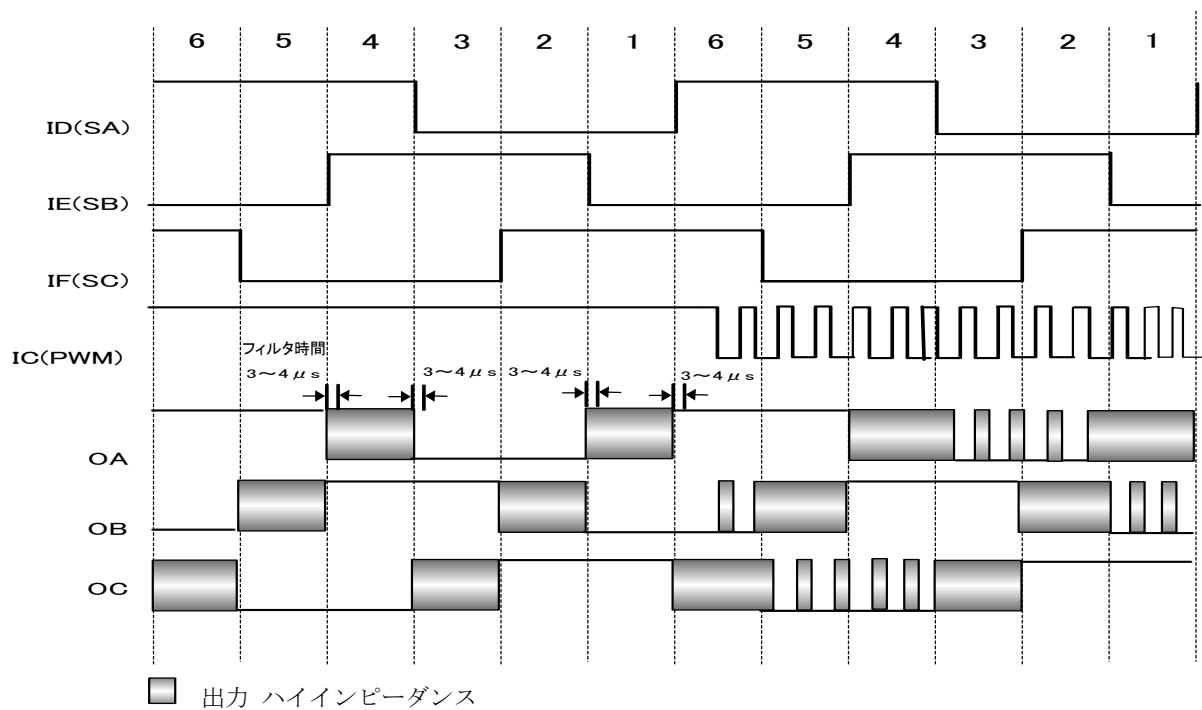 6 5 4 3 2 1 6 5 4 3 2 1
ID(SA)
IE(SB)
IF(SC)
IC(PWM)
フィルタ時間
3～4μs 3～4μs 3～4μs 3～4μs
OA
OB
OC
出力 ハイインピーダンス